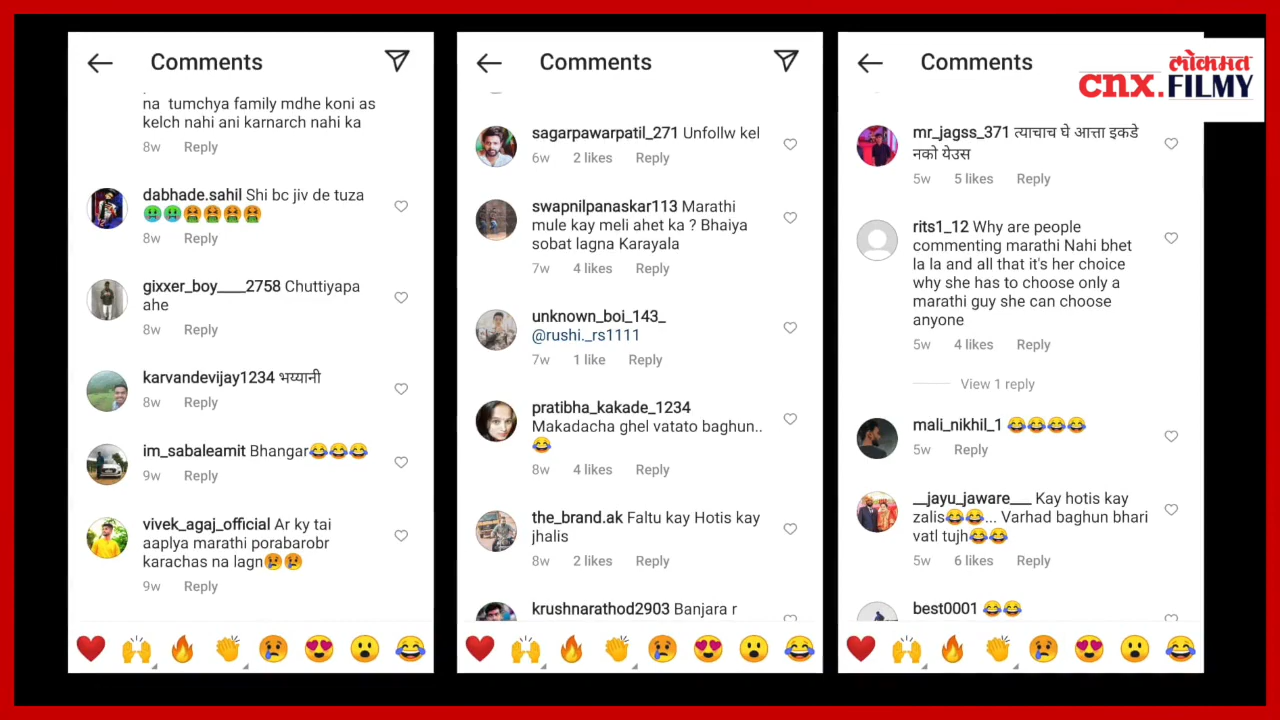 Comments
na tumchya family mdhe koni as
kelch nahi ani karnarch nahi ka
8w Reply
dabhade.sahil Shi bc jiv de tuza
🤢🤢🤮🤮🤮🤮
8w Reply
gixxer_boy____2758 Chuttiyapa
ahe
8w Reply
karvandevijay1234 भय्यानी
8w Reply
im_sabaleamit Bhangar😂😂😂
9w Reply
vivek_agaj_official Ar ky tai
aaplya marathi porabarobr
karachas na lagn😢😢
9w Reply
Comments
sagarpawarpatil_271 Unfollw kel
6w 2 likes Reply
swapnilpanaskar113 Marathi
mule kay meli ahet ka ? Bhaiya
sobat lagna Karayala
7w 4 likes Reply
unknown_boi_143_
@rushi._rs1111
7w 1 like Reply
pratibha_kakade_1234
Makadacha ghel vatato baghun..
😂
8w 4 likes Reply
the_brand.ak Faltu kay Hotis kay
jhalis
8w 2 likes Reply
krushnarathod2903 Banjara r
Comments
लोकमत
cnx.FILMY
mr_jagss_371 त्याचाच घे आत्ता इकडे
नको येउस
5w 5 likes Reply
rits1_12 Why are people
commenting marathi Nahi bhet
la la and all that it's her choice
why she has to choose only a
marathi guy she can choose
anyone
5w 4 likes Reply
View 1 reply
mali_nikhil_1 😂😂😂😂
5w Reply
__jayu_jaware___ Kay hotis kay
zalis😂😂... Varhad baghun bhari
vatl tujh😂😂
5w 6 likes Reply
best0001 😂😂